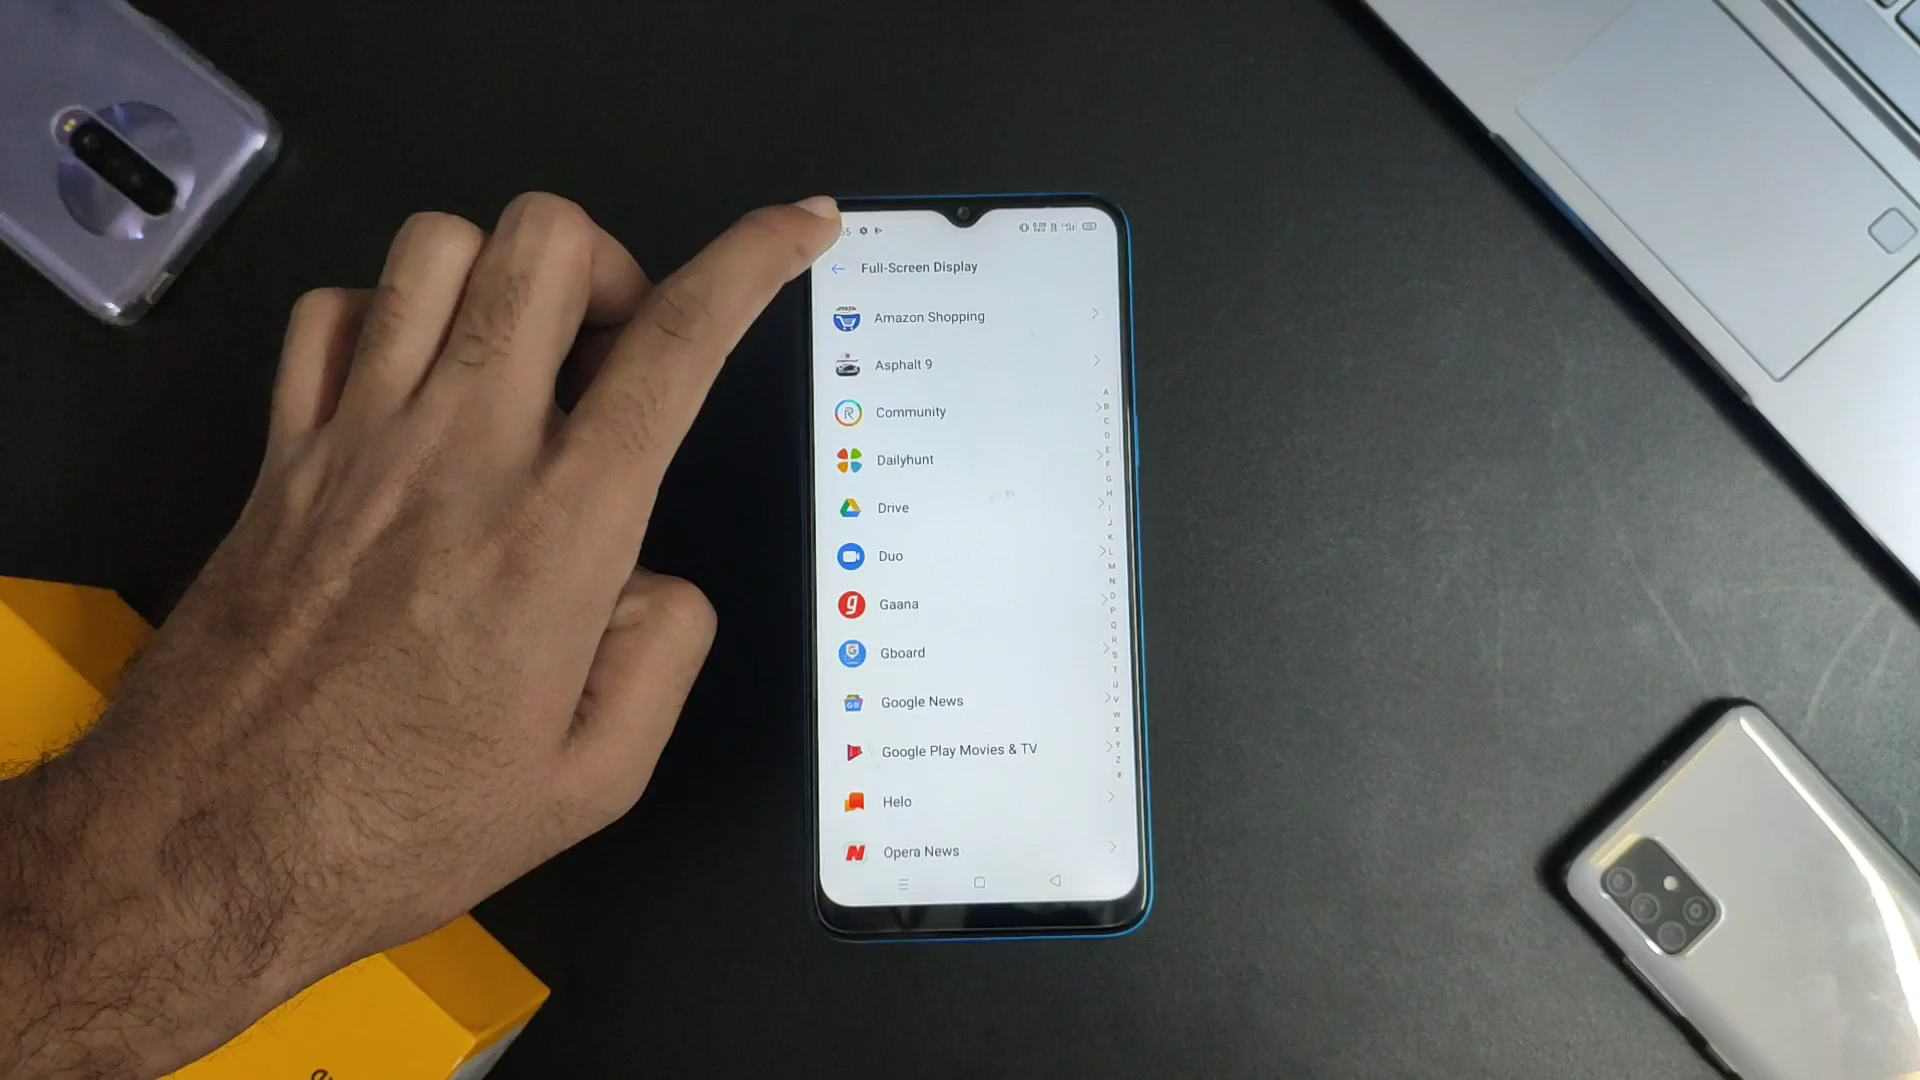 Full-Screen Display
Amazon Shopping
Asphalt 9
Community
Dailyhunt
Drive
Duo
Gaana
Gboard
Google News
Google Play Movies & TV
Helo
Opera News
A
B
C
D
E
F
G
H
I
J
K
L
M
N
O
P
Q
R
S
T
U
V
W
X
Y
Z
#